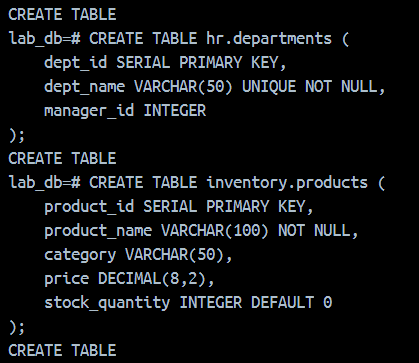 CREATE TABLE
lab_db=# CREATE TABLE hr.departments (
    dept_id SERIAL PRIMARY KEY,
    dept_name VARCHAR(50) UNIQUE NOT NULL,
    manager_id INTEGER
);
CREATE TABLE
lab_db=# CREATE TABLE inventory.products (
    product_id SERIAL PRIMARY KEY,
    product_name VARCHAR(100) NOT NULL,
    category VARCHAR(50),
    price DECIMAL(8,2),
    stock_quantity INTEGER DEFAULT 0
);
CREATE TABLE